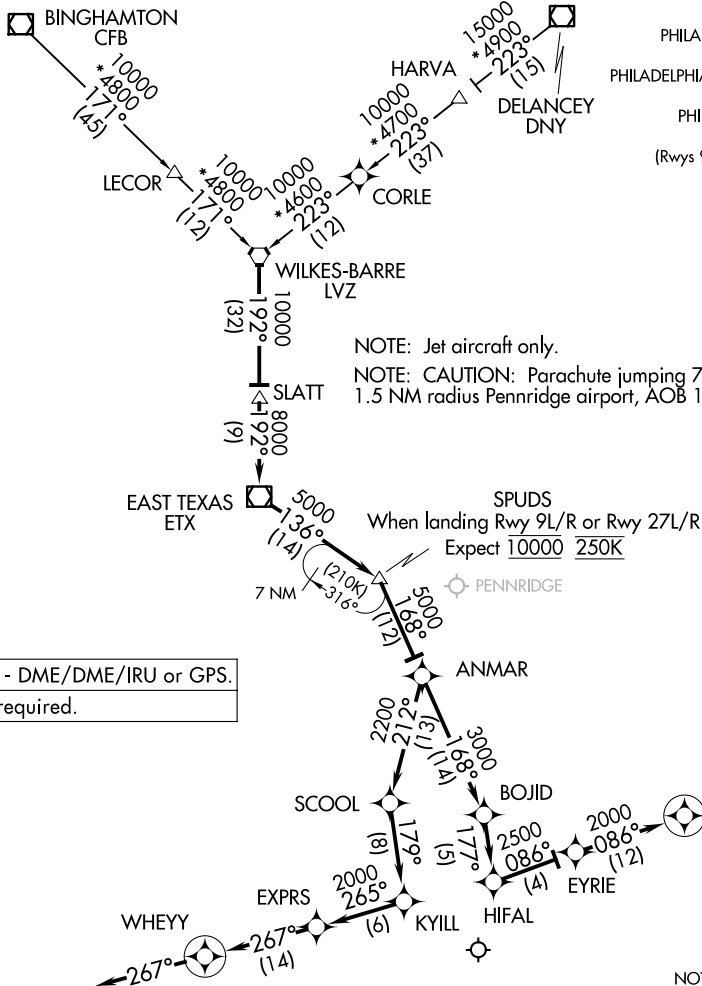 BINGHAMTON
CFB
10000
*4800
171°
(45)
LECOR
10000
*4800
171°
(12)
15000
*4900
223°
(15)
HARVA
DELANCEY
DNY
10000
*4700
223°
(37)
CORLE
10000
*4600
223°
(12)
PHILA
PHILADELPHIA
PHI
(Rwys 9
WILKES-BARRE
LVZ
10000
192°
(32)
NOTE: Jet aircraft only.
NOTE: CAUTION: Parachute jumping 7
1.5 NM radius Pennridge airport, AOB 1
SLATT
8000
192°
(9)
EAST TEXAS
ETX
5000
136°
(14)
SPUDS
When landing Rwy 9L/R or Rwy 27L/R
Expect 10000 250K
7 NM
(210K)
316°
PENNRIDGE
5000
168°
(12)
ANMAR
- DME/DME/IRU or GPS.
required.
2200
212°
(13)
3000
168°
(14)
SCOOL
BOJID
179°
(8)
177°
(5)
2500
086°
(4)
2000
086°
(12)
EYRIE
HIFAL
EXPRS
2000
265°
(6)
KYILL
WHEYY
267°
(14)
267°
NOT